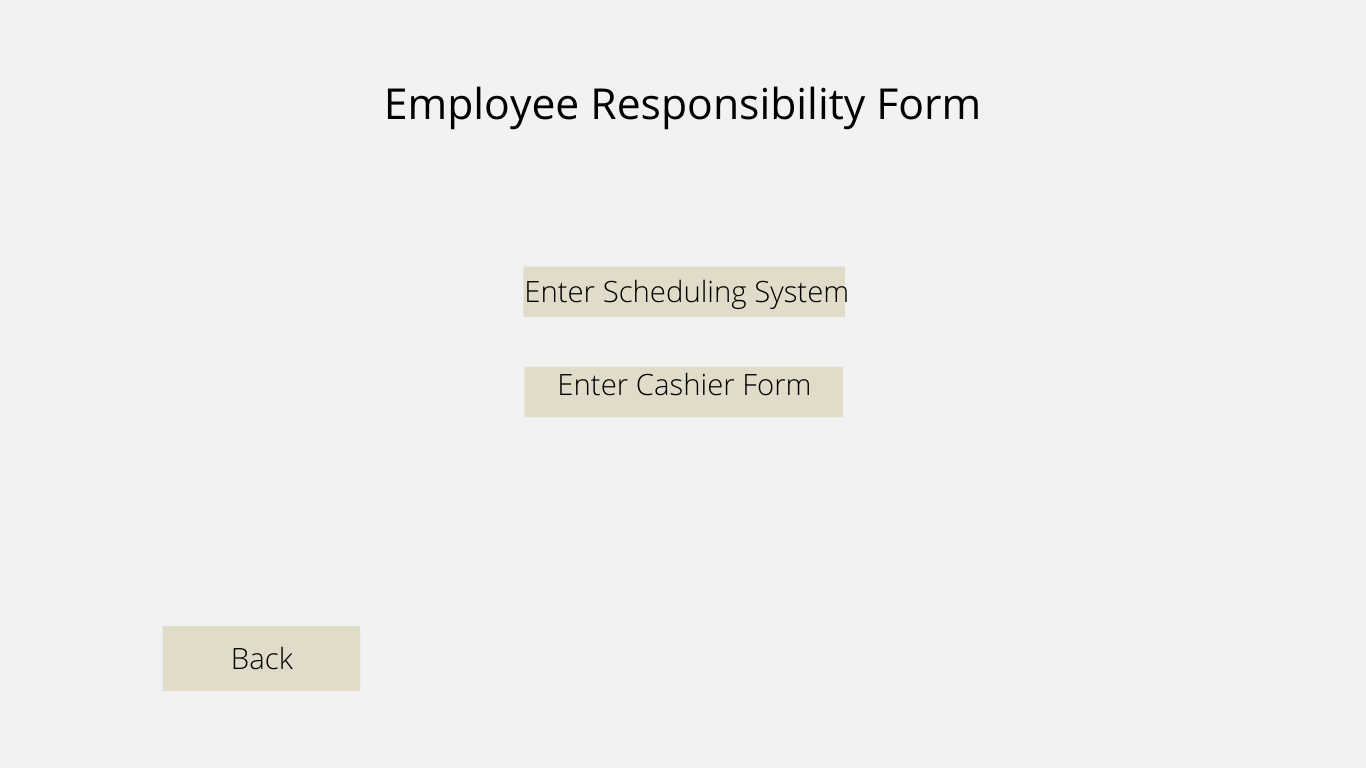 Employee Responsibility Form
Enter Scheduling System
Enter Cashier Form
Back